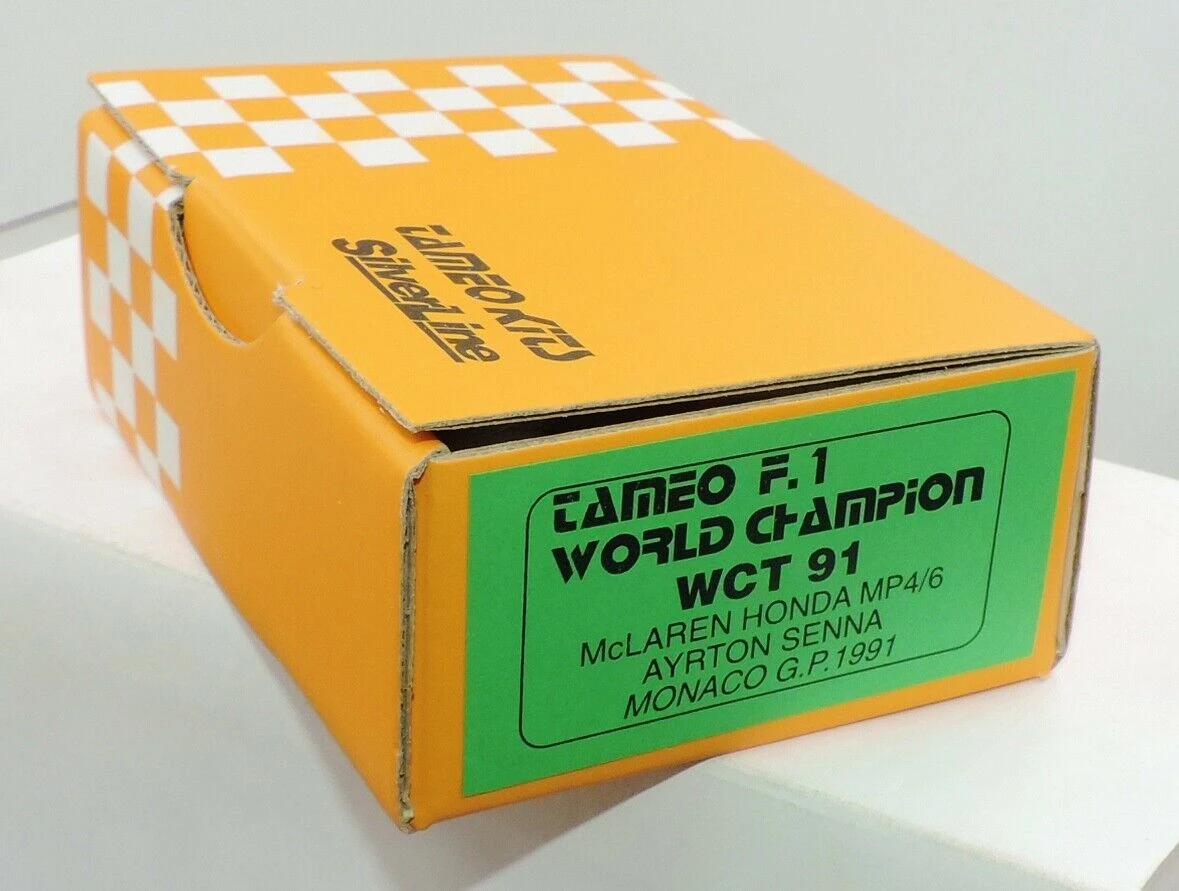 TAMEO KITS
SilverLine
TAMEO F.1
WORLD CHAMPION
WCT 91
McLAREN HONDA MP4/6
AYRTON SENNA
MONACO G.P.1991